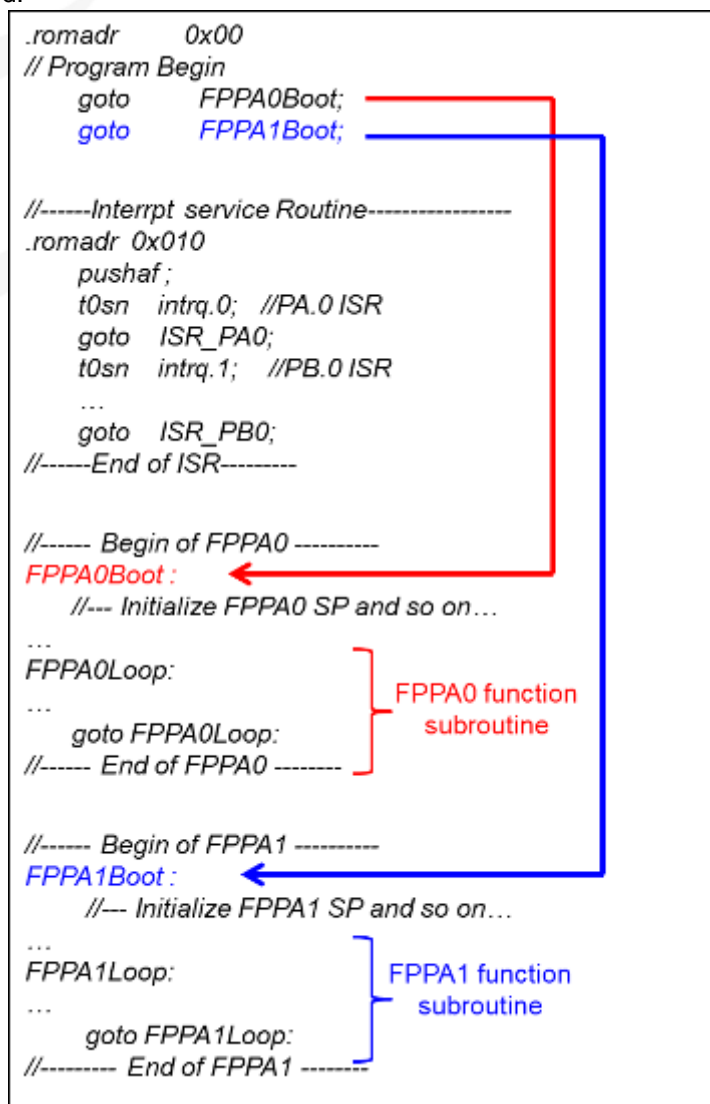 u.
.romadr 0x00
// Program Begin
goto FPPA0Boot;
goto FPPA1Boot;
//------Interrpt service Routine-----------------
.romadr 0x010
pushaf ;
t0sn intrq.0; //PA.0 ISR
goto ISR_PA0;
t0sn intrq.1; //PB.0 ISR
...
goto ISR_PB0;
//------End of ISR---------
//------ Begin of FPPA0 ----------
FPPA0Boot :
//--- Initialize FPPA0 SP and so on…
...
FPPA0Loop:
...
goto FPPA0Loop:
//------ End of FPPA0 --------
FPPA0 function
subroutine
//------ Begin of FPPA1 ----------
FPPA1Boot :
//--- Initialize FPPA1 SP and so on…
...
FPPA1Loop:
...
goto FPPA1Loop:
//--------- End of FPPA1 --------
FPPA1 function
subroutine